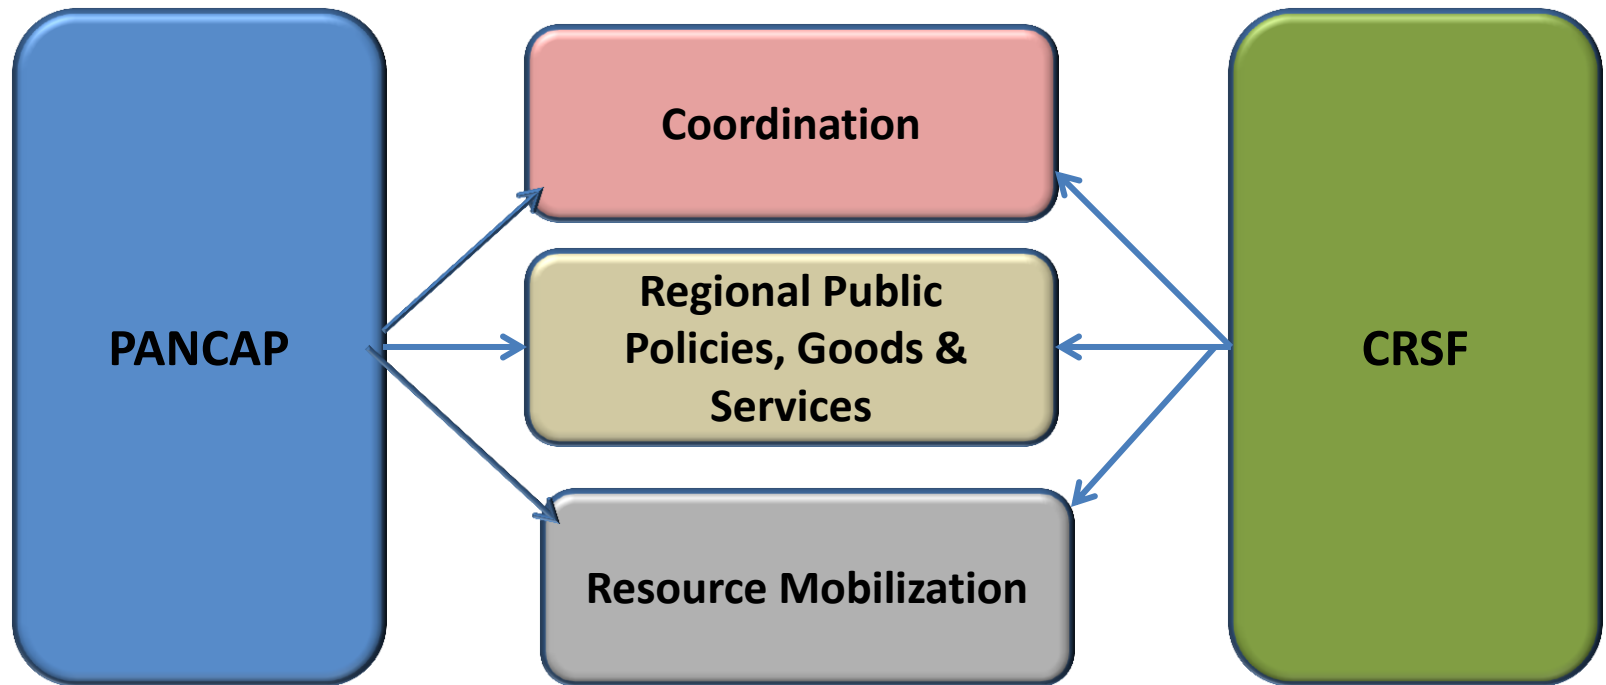 PANCAP
Coordination
Regional Public
Policies, Goods &
Services
Resource Mobilization
CRSF